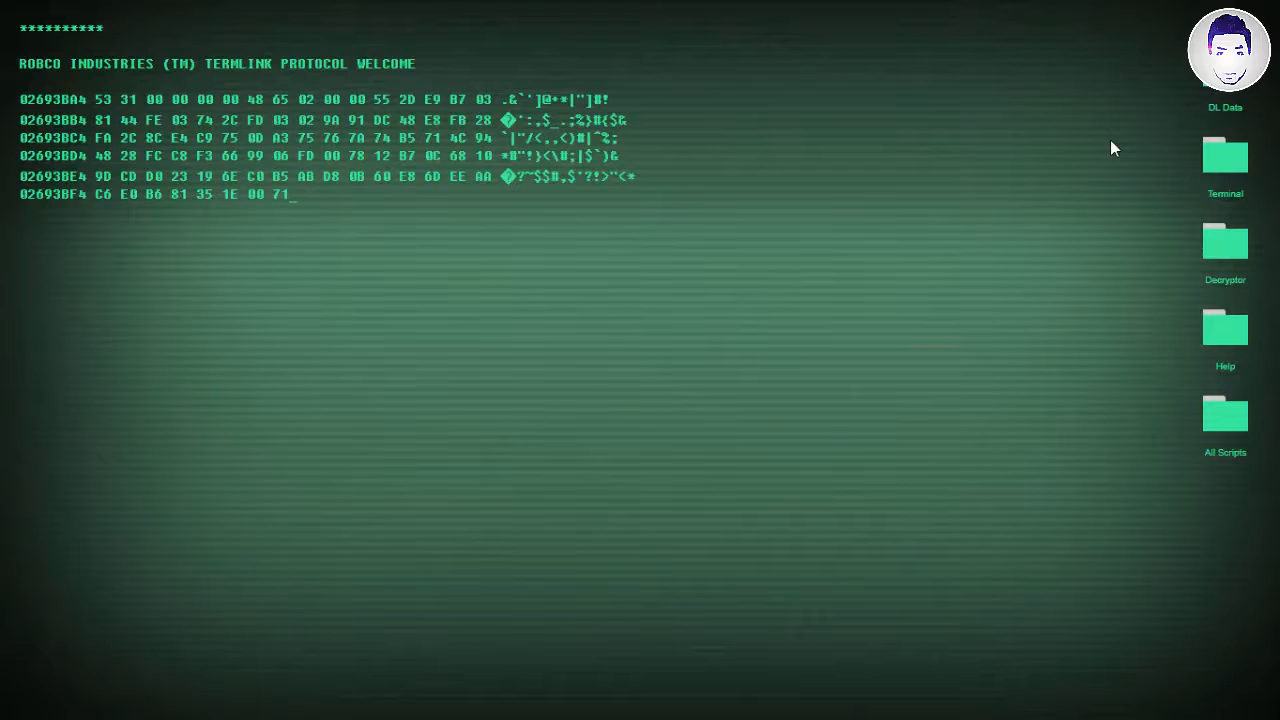 **********
ROBCO INDUSTRIES (TM) TERMLINK PROTOCOL WELCOME
02693BA4 53 31 00 00 00 00 48 65 02 00 00 55 2D E9 B7 03 .&`']@+*|"]#!
02693BB4 81 44 FE 03 74 2C FD 03 02 9A 91 DC 48 E8 FB 28 �':,$_.;%}#{$&
02693BC4 FA 2C 8C E4 C9 75 0D A3 75 76 7A 74 B5 71 4C 94 `|"/<,,<)#|^%;
02693BD4 48 28 FC C8 F3 66 99 06 FD 00 78 12 B7 0C 68 10 *#"!}<\#;|$`)&
02693BE4 9D CD D0 23 19 6E C0 B5 AB D8 0B 60 E8 6D EE AA �?~$$#,$'?!>"<*
02693BF4 C6 E0 B6 81 35 1E 00 71_
DL Data
Terminal
Decryptor
Help
All Scripts